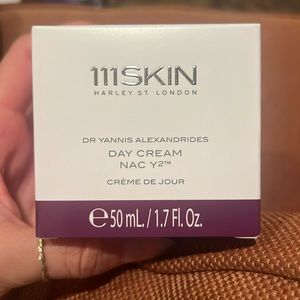 111SKIN
HARLEY ST. LONDON
DR YANNIS ALEXANDRIDES
DAY CREAM
NAC Y²™
CRÈME DE JOUR
℮50 mL./1.7 Fl. Oz.